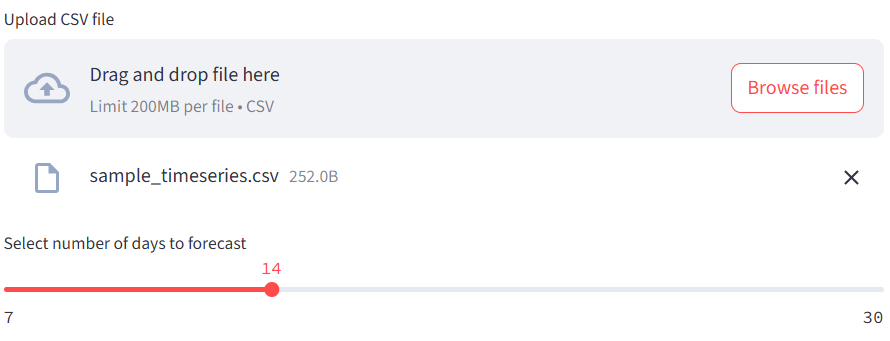 Upload CSV file
Drag and drop file here
Limit 200MB per file • CSV
Browse files
sample_timeseries.csv 252.0B
Select number of days to forecast
14
7 30